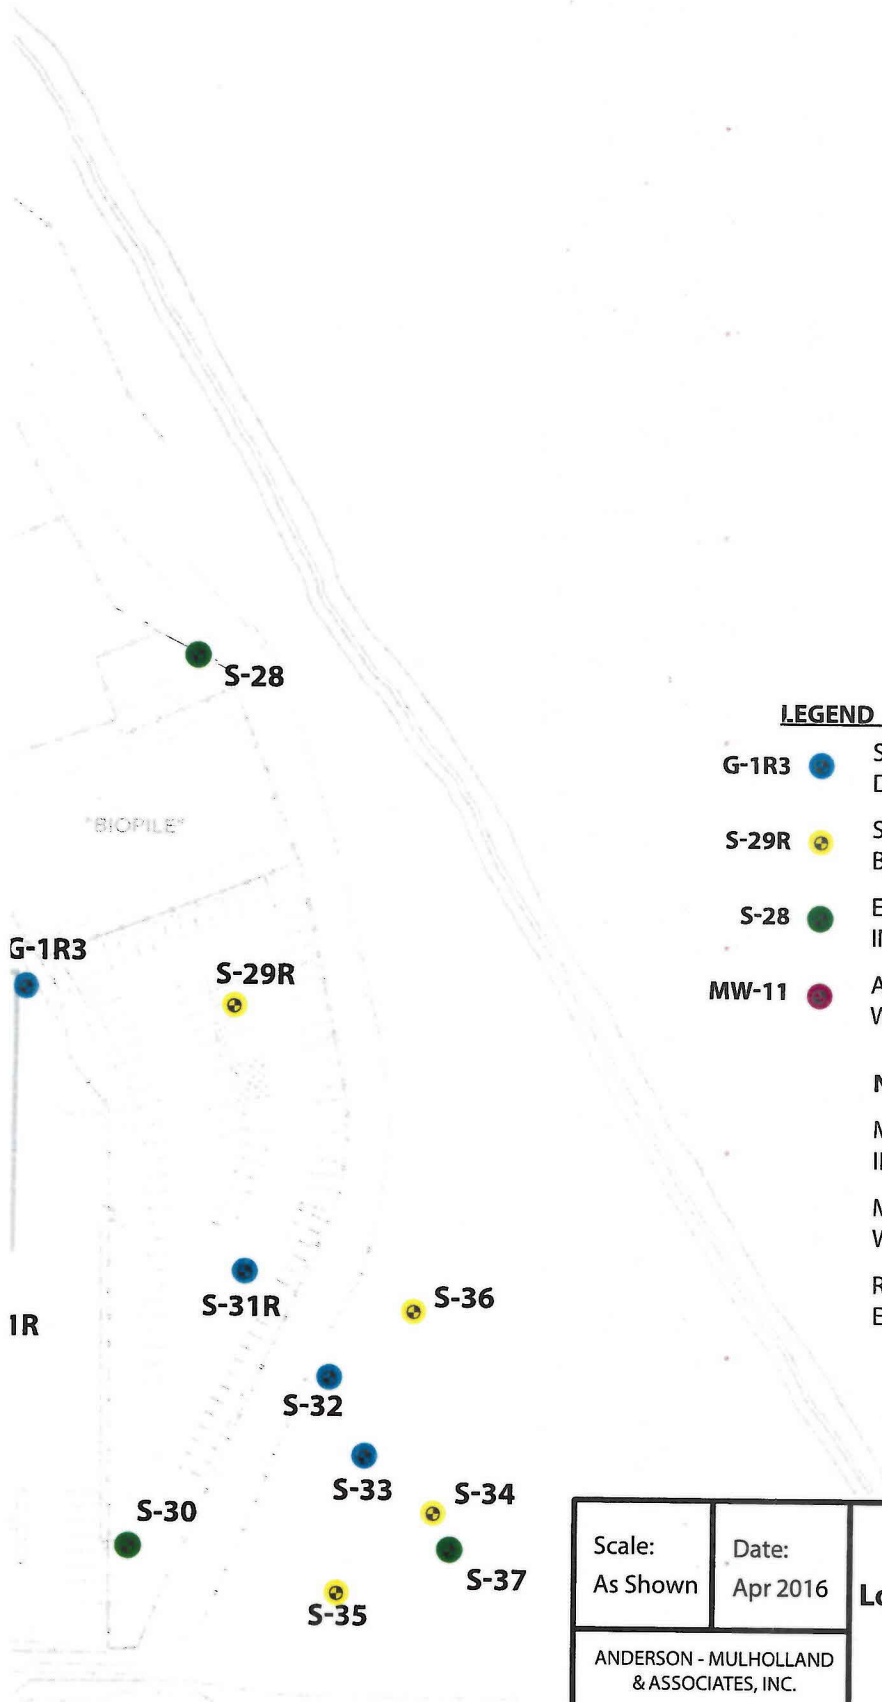 S-28
"BIOPILE"
G-1R3
S-29R
S-31R
S-36
1R
S-32
S-33
S-34
S-30
S-37
S-35
LEGEND
G-1R3
S-29R
S-28
MW-11
Scale:
As Shown
Date:
Apr 2016
ANDERSON - MULHOLLAND
& ASSOCIATES, INC.